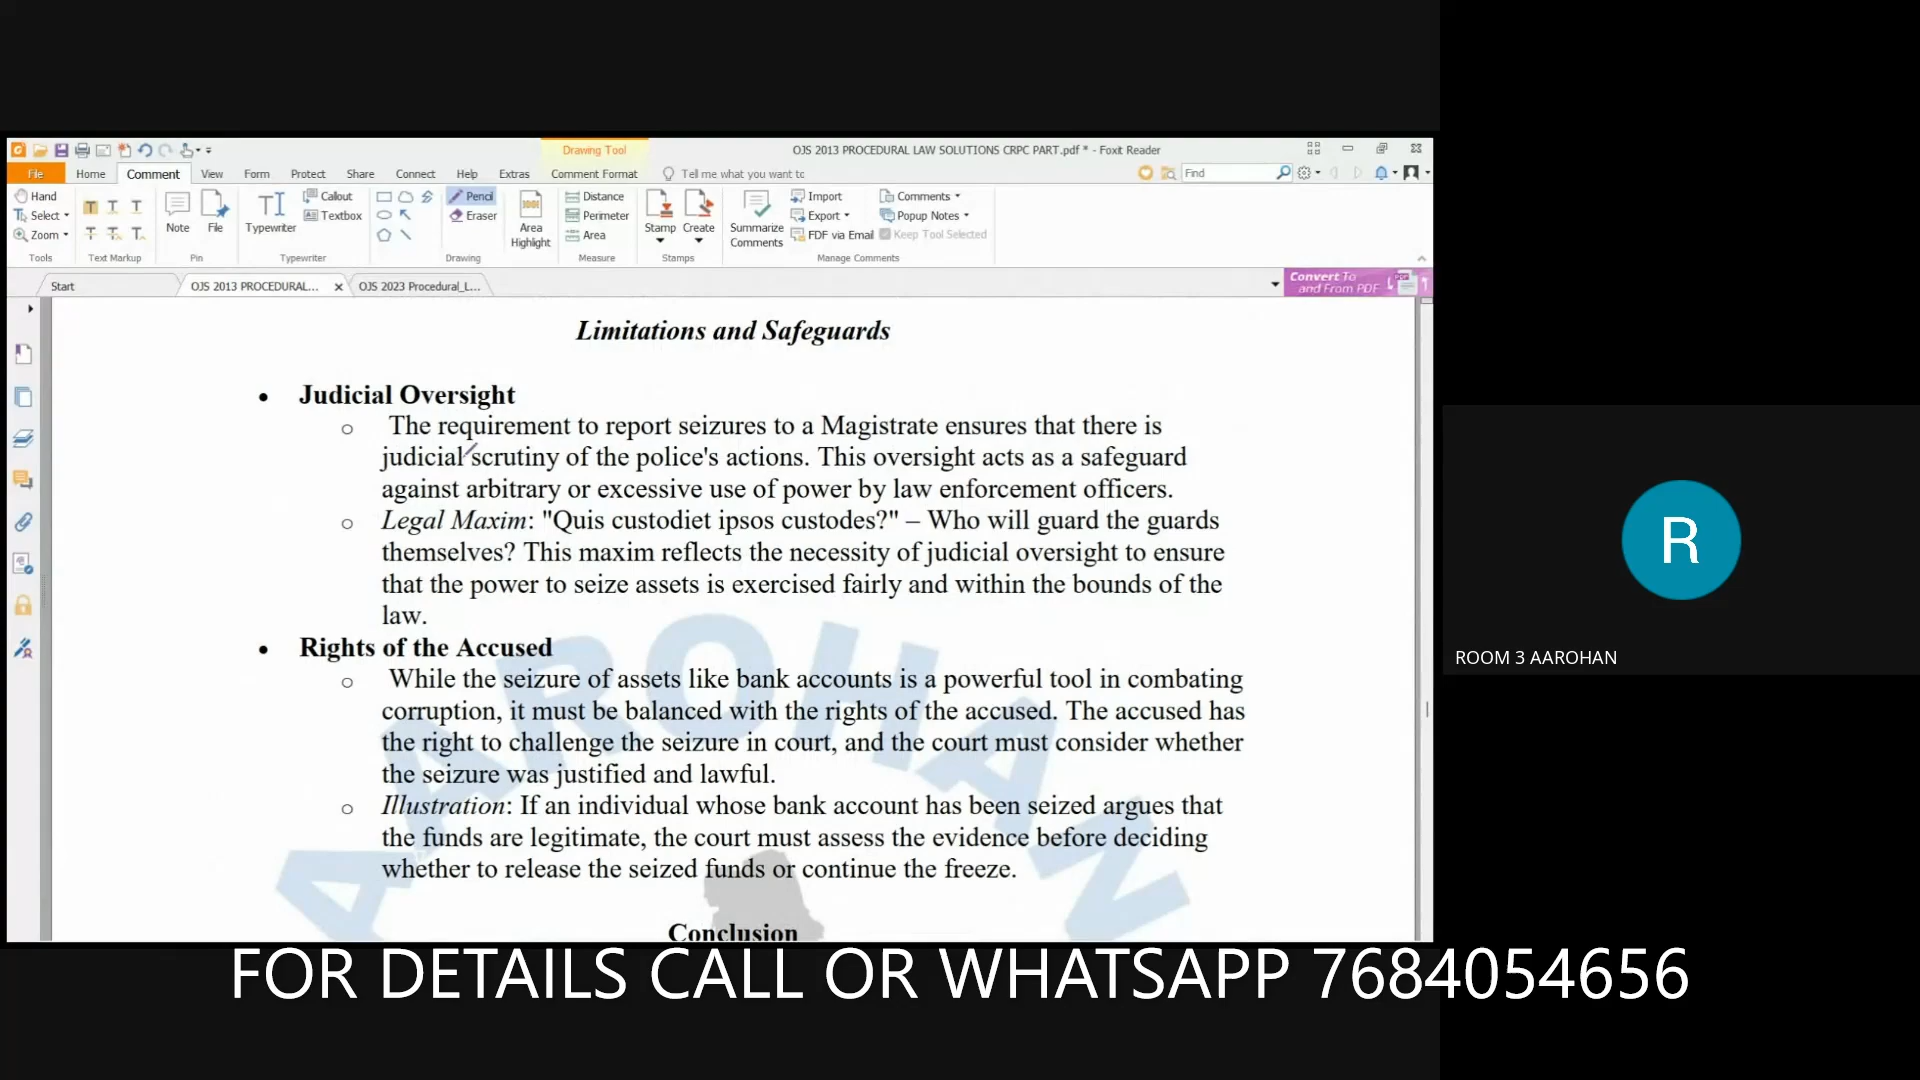 Drawing Tool
OJS 2013 PROCEDURAL LAW SOLUTIONS CRPC PART.pdf * - Foxit Reader
File Home Comment View Form Protect Share Connect Help Extras Comment Format Tell me what you want to Find
Hand
Select
Zoom
Tools
Text Markup
Note
File
Pin
Typewriter
Callout
Textbox
Typewriter
Pencil
Eraser
Drawing
Area
Highlight
Distance
Perimeter
Area
Measure
Stamp
Create
Stamps
Summarize
Comments
Import
Export
FDF via Email
Comments
Popup Notes
Keep Tool Selected
Manage Comments
Start
OJS 2013 PROCEDURAL...
OJS 2023 Procedural_L...
Convert To
and From PDF
Limitations and Safeguards
• Judicial Oversight
o The requirement to report seizures to a Magistrate ensures that there is
judicial scrutiny of the police's actions. This oversight acts as a safeguard
against arbitrary or excessive use of power by law enforcement officers.
o Legal Maxim: "Quis custodiet ipsos custodes?" – Who will guard the guards
themselves? This maxim reflects the necessity of judicial oversight to ensure
that the power to seize assets is exercised fairly and within the bounds of the
law.
• Rights of the Accused
o While the seizure of assets like bank accounts is a powerful tool in combating
corruption, it must be balanced with the rights of the accused. The accused has
the right to challenge the seizure in court, and the court must consider whether
the seizure was justified and lawful.
o Illustration: If an individual whose bank account has been seized argues that
the funds are legitimate, the court must assess the evidence before deciding
whether to release the seized funds or continue the freeze.
Conclusion
AAROHAN
R
ROOM 3 AAROHAN
FOR DETAILS CALL OR WHATSAPP 7684054656